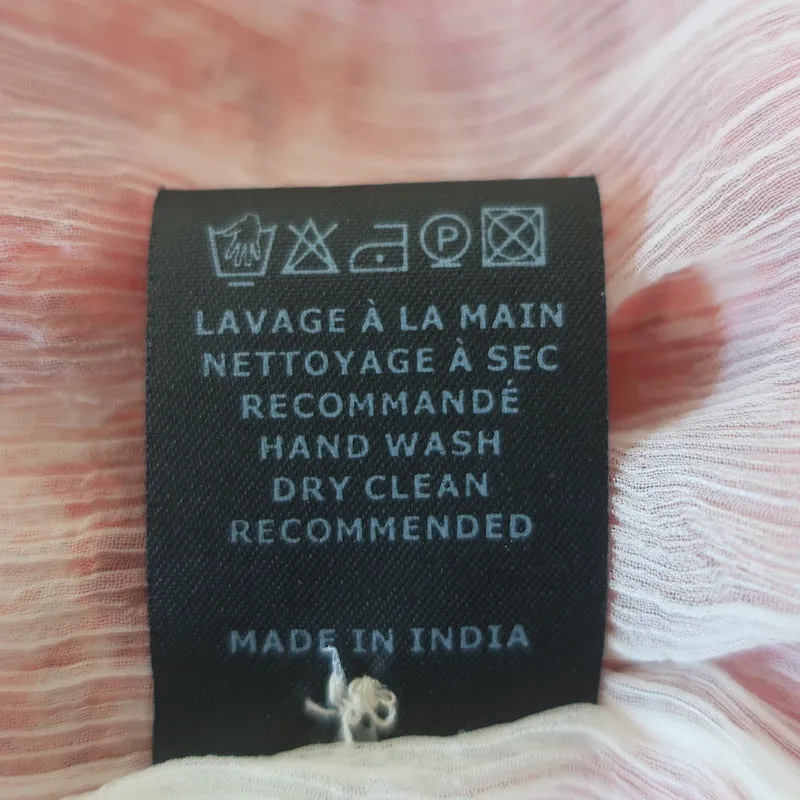 P
LAVAGE À LA MAIN
NETTOYAGE À SEC
RECOMMANDÉ
HAND WASH
DRY CLEAN
RECOMMENDED
MADE IN INDIA